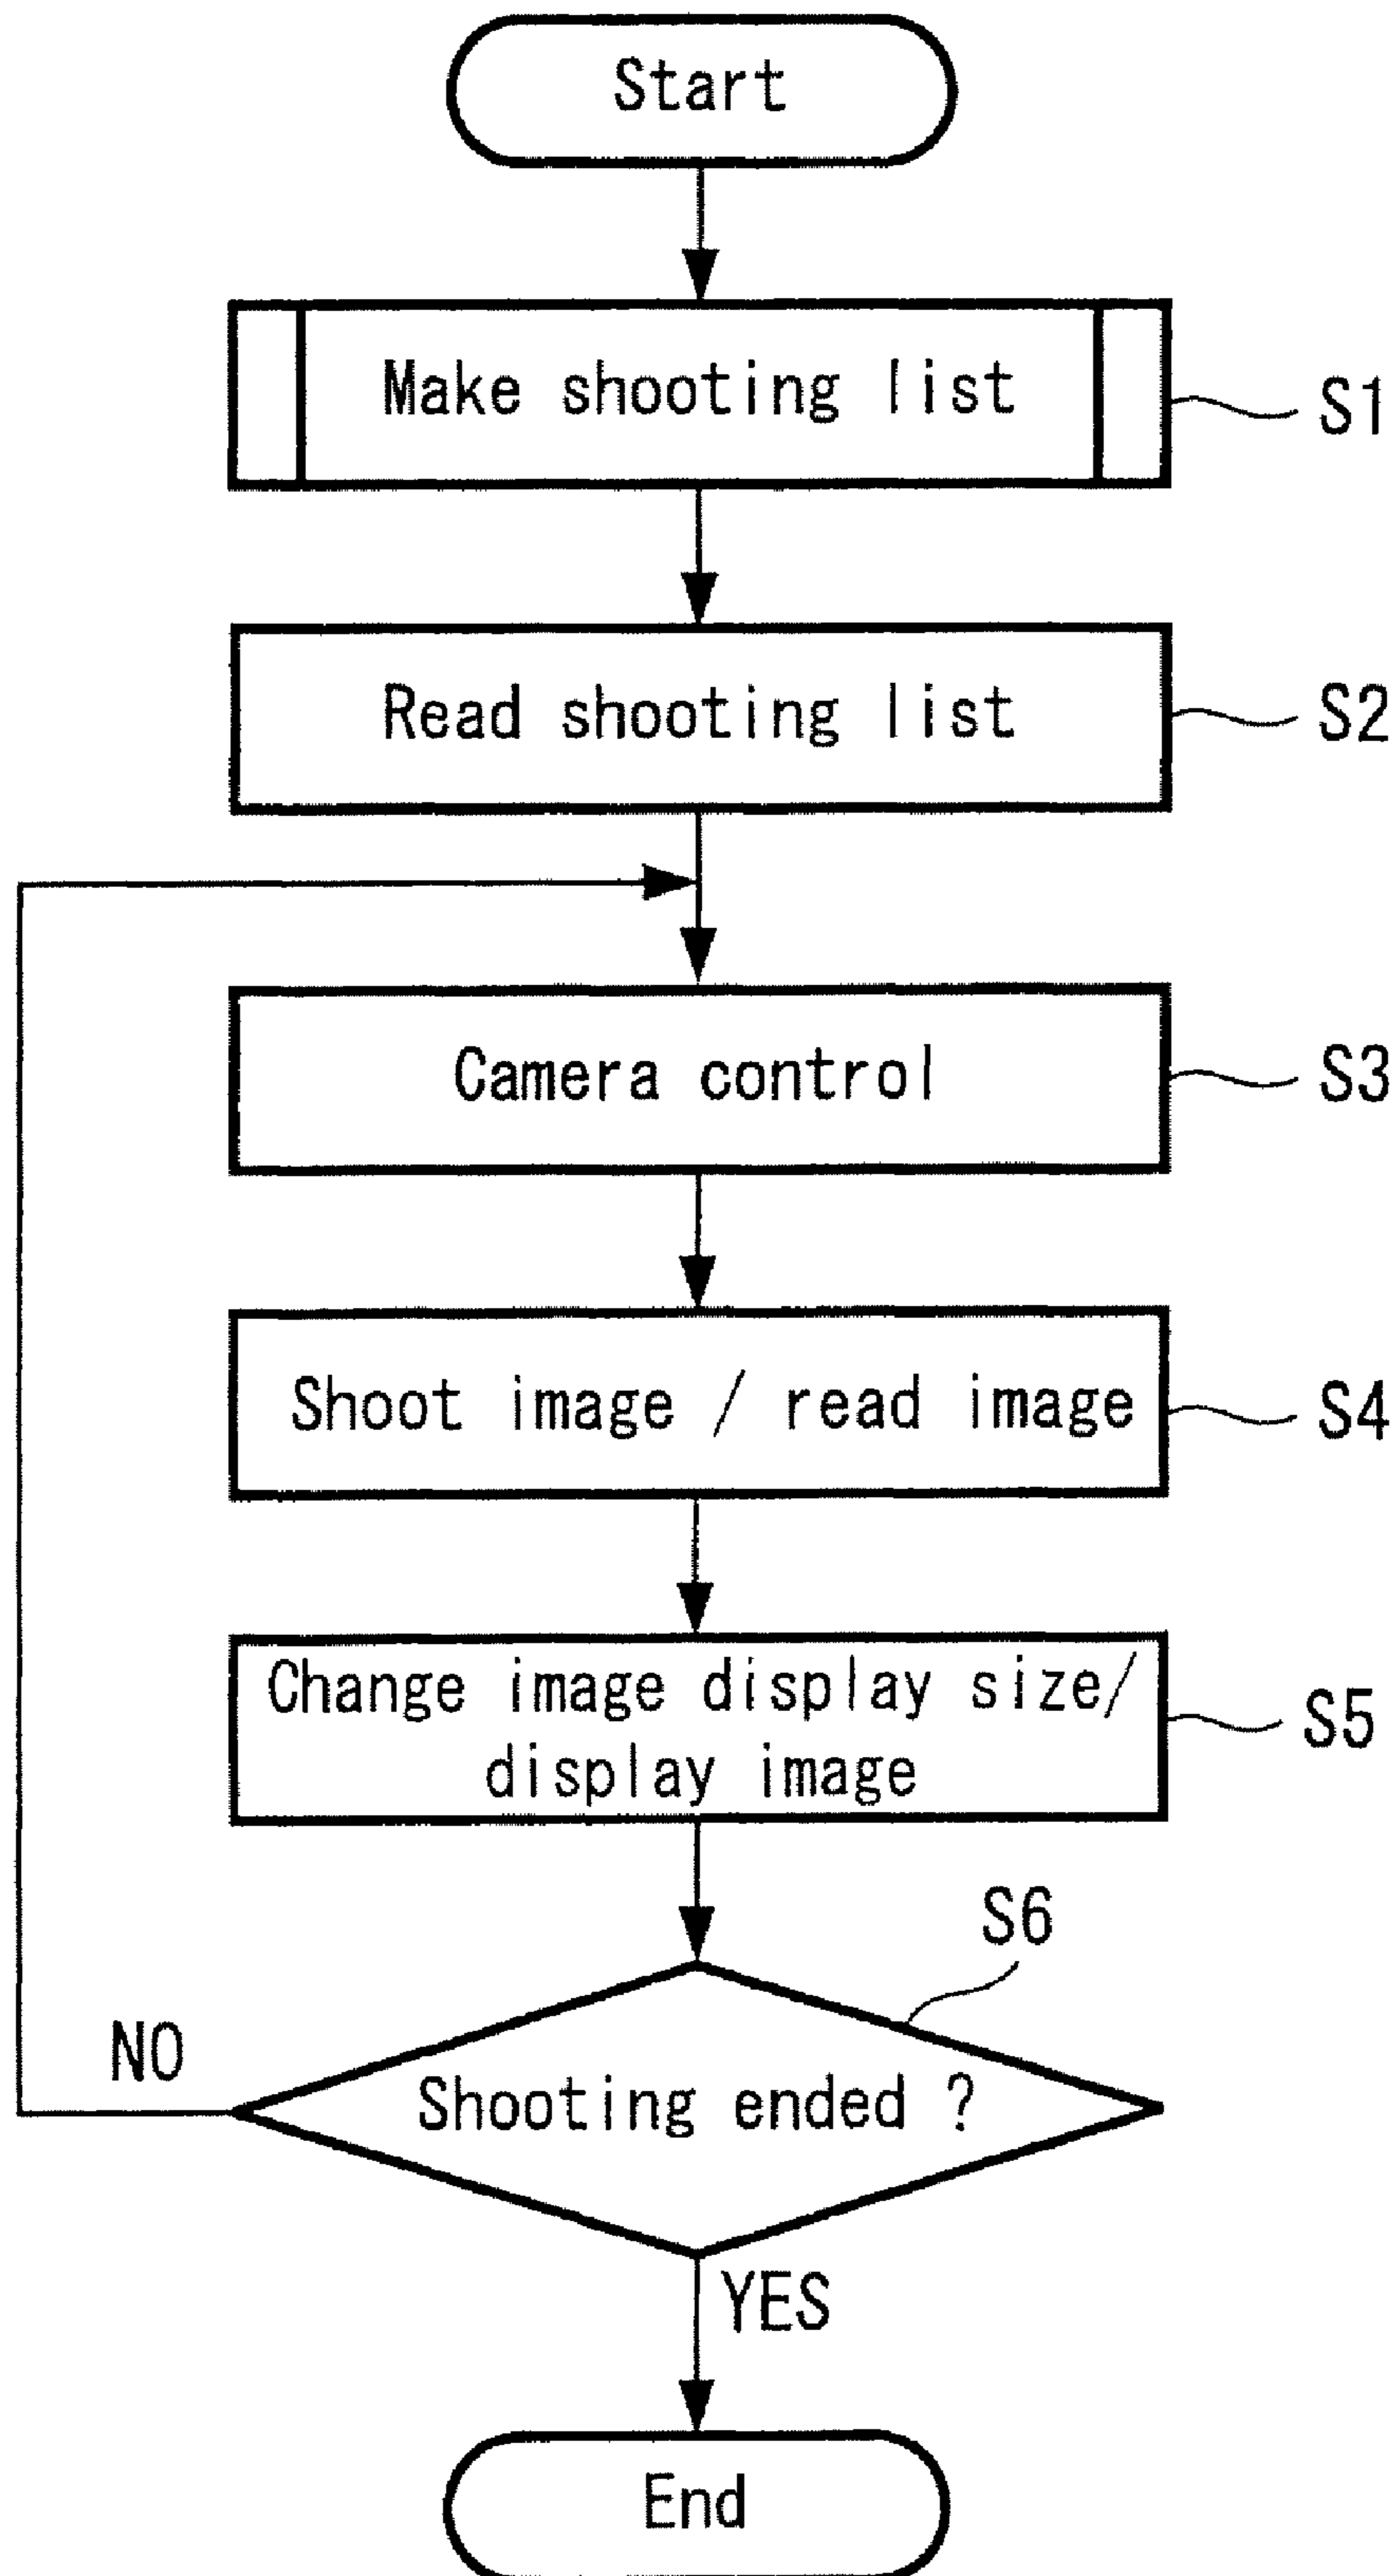 Start
Make shooting list
S1
Read shooting list
S2
Camera control
S3
Shoot image / read image
S4
Change image display size/
display image
S5
S6
NO
Shooting ended ?
YES
End